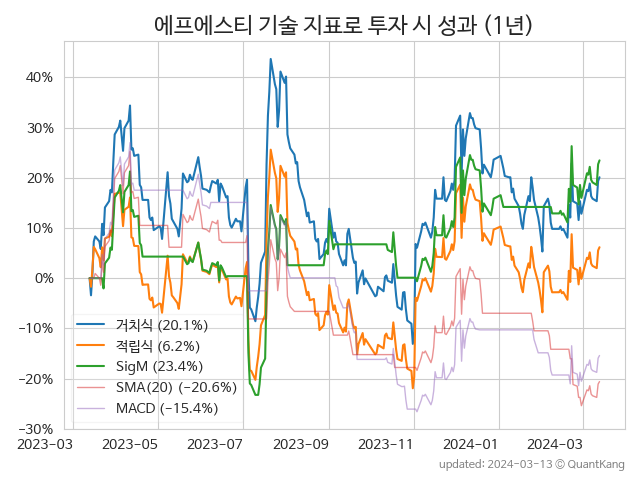 에프에스티 기술 지표로 투자 시 성과 (1년)
40%
30%
20%
10%
0%
−10%
−20%
−30%
거치식 (20.1%)
적립식 (6.2%)
SigM (23.4%)
SMA(20) (−20.6%)
MACD (−15.4%)
2023-03
2023-05
2023-07
2023-09
2023-11
2024-01
2024-03
updated: 2024-03-13 ⓒ QuantKang